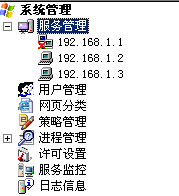 系统管理
服务管理
192.168.1.1
192.168.1.2
192.168.1.3
用户管理
网页分类
策略管理
进程管理
许可设置
服务监控
日志信息